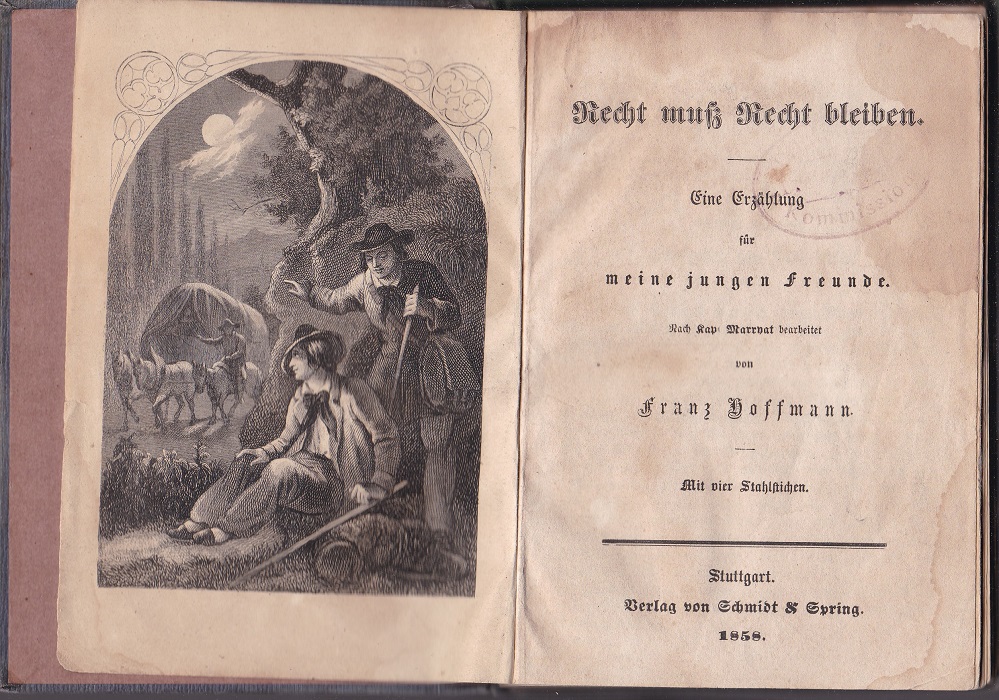 Recht muß Recht bleiben.
Eine Erzählung
für
meine jungen Freunde.
Nach Kap Marryat bearbeitet
von
Franz Hoffmann.
Mit vier Stahlstichen.
Stuttgart.
Verlag von Schmidt & Spring.
1858.
Kommissio